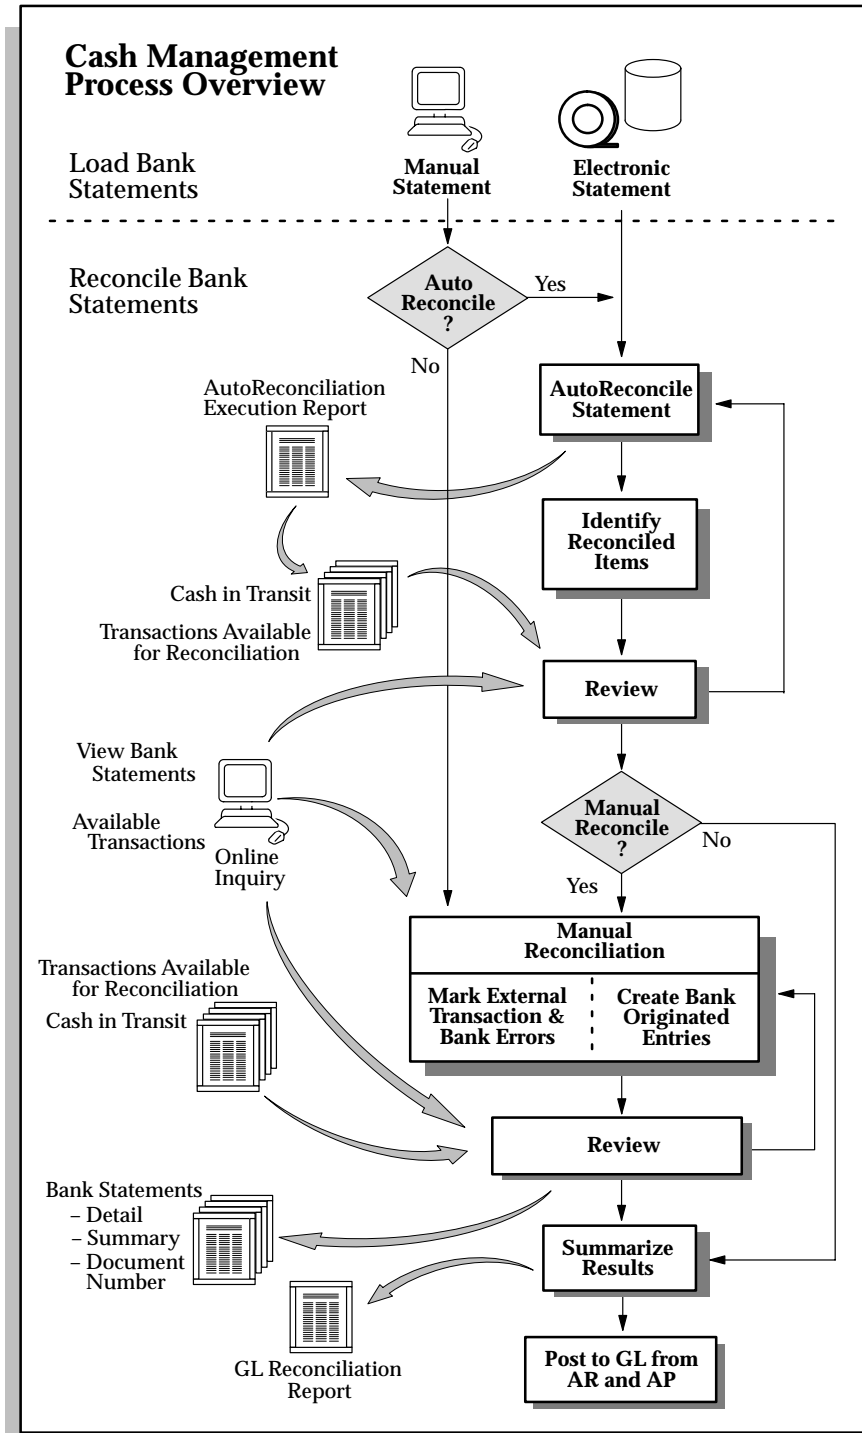 Cash Management
Process Overview
Load Bank
Statements
Manual
Statement
Electronic
Statement
Reconcile Bank
Statements
Auto
Reconcile
?
Yes
No
AutoReconciliation
Execution Report
AutoReconcile
Statement
Identify
Reconciled
Items
Cash in Transit
Transactions Available
for Reconciliation
Review
View Bank
Statements
Available
Transactions
Online
Inquiry
Manual
Reconcile
?
No
Yes
Manual
Reconciliation
Mark External
Transaction &
Bank Errors
Create Bank
Originated
Entries
Transactions Available
for Reconciliation
Cash in Transit
Review
Bank Statements
– Detail
– Summary
– Document
Number
Summarize
Results
GL Reconciliation
Report
Post to GL from
AR and AP